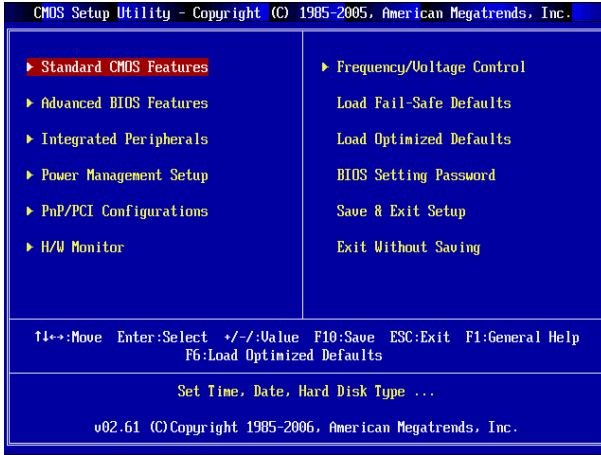 CMOS Setup Utility - Copyright (C) 1985-2005, American Megatrends, Inc.
▶ Standard CMOS Features
▶ Advanced BIOS Features
▶ Integrated Peripherals
▶ Power Management Setup
▶ PnP/PCI Configurations
▶ H/W Monitor
▶ Frequency/Voltage Control
Load Fail-Safe Defaults
Load Optimized Defaults
BIOS Setting Password
Save & Exit Setup
Exit Without Saving
↑↓←→:Move Enter:Select +/-/:Value F10:Save ESC:Exit F1:General Help
F6:Load Optimized Defaults
Set Time, Date, Hard Disk Type ...
v02.61 (C)Copyright 1985-2006, American Megatrends, Inc.